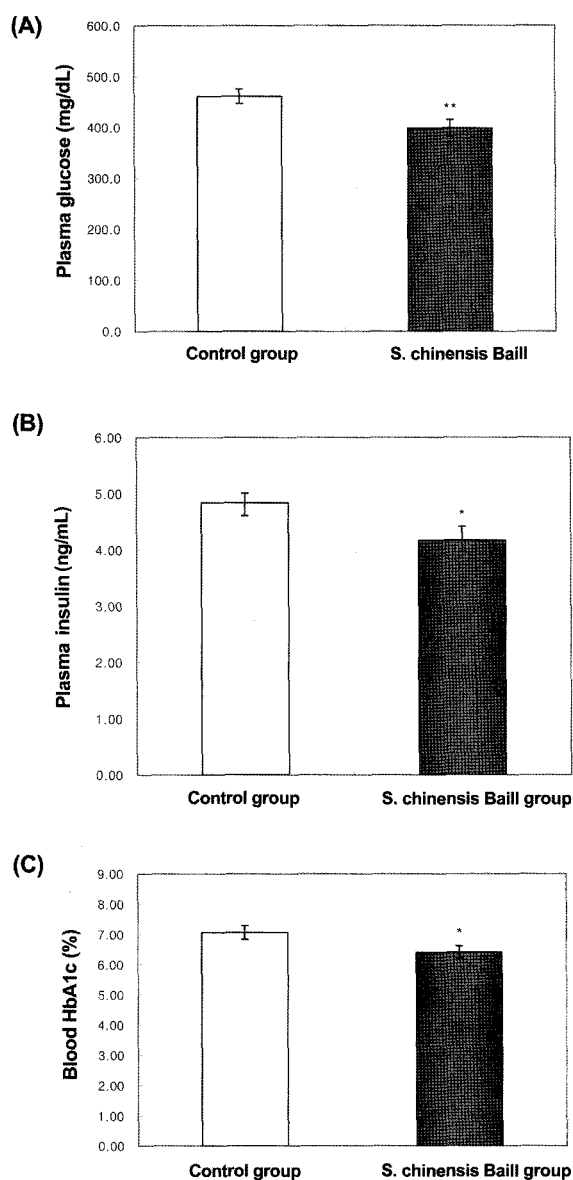 (A)
Plasma glucose (mg/dL)
600.0
500.0
400.0
300.0
200.0
100.0
0.0
**
Control group
S. chinensis Baill
(B)
Plasma insulin (ng/mL)
6.00
5.00
4.00
3.00
2.00
1.00
0.00
*
Control group
S. chinensis Baill group
(C)
Blood HbA1c (%)
9.00
8.00
7.00
6.00
5.00
4.00
3.00
2.00
1.00
0.00
*
Control group
S. chinensis Baill group